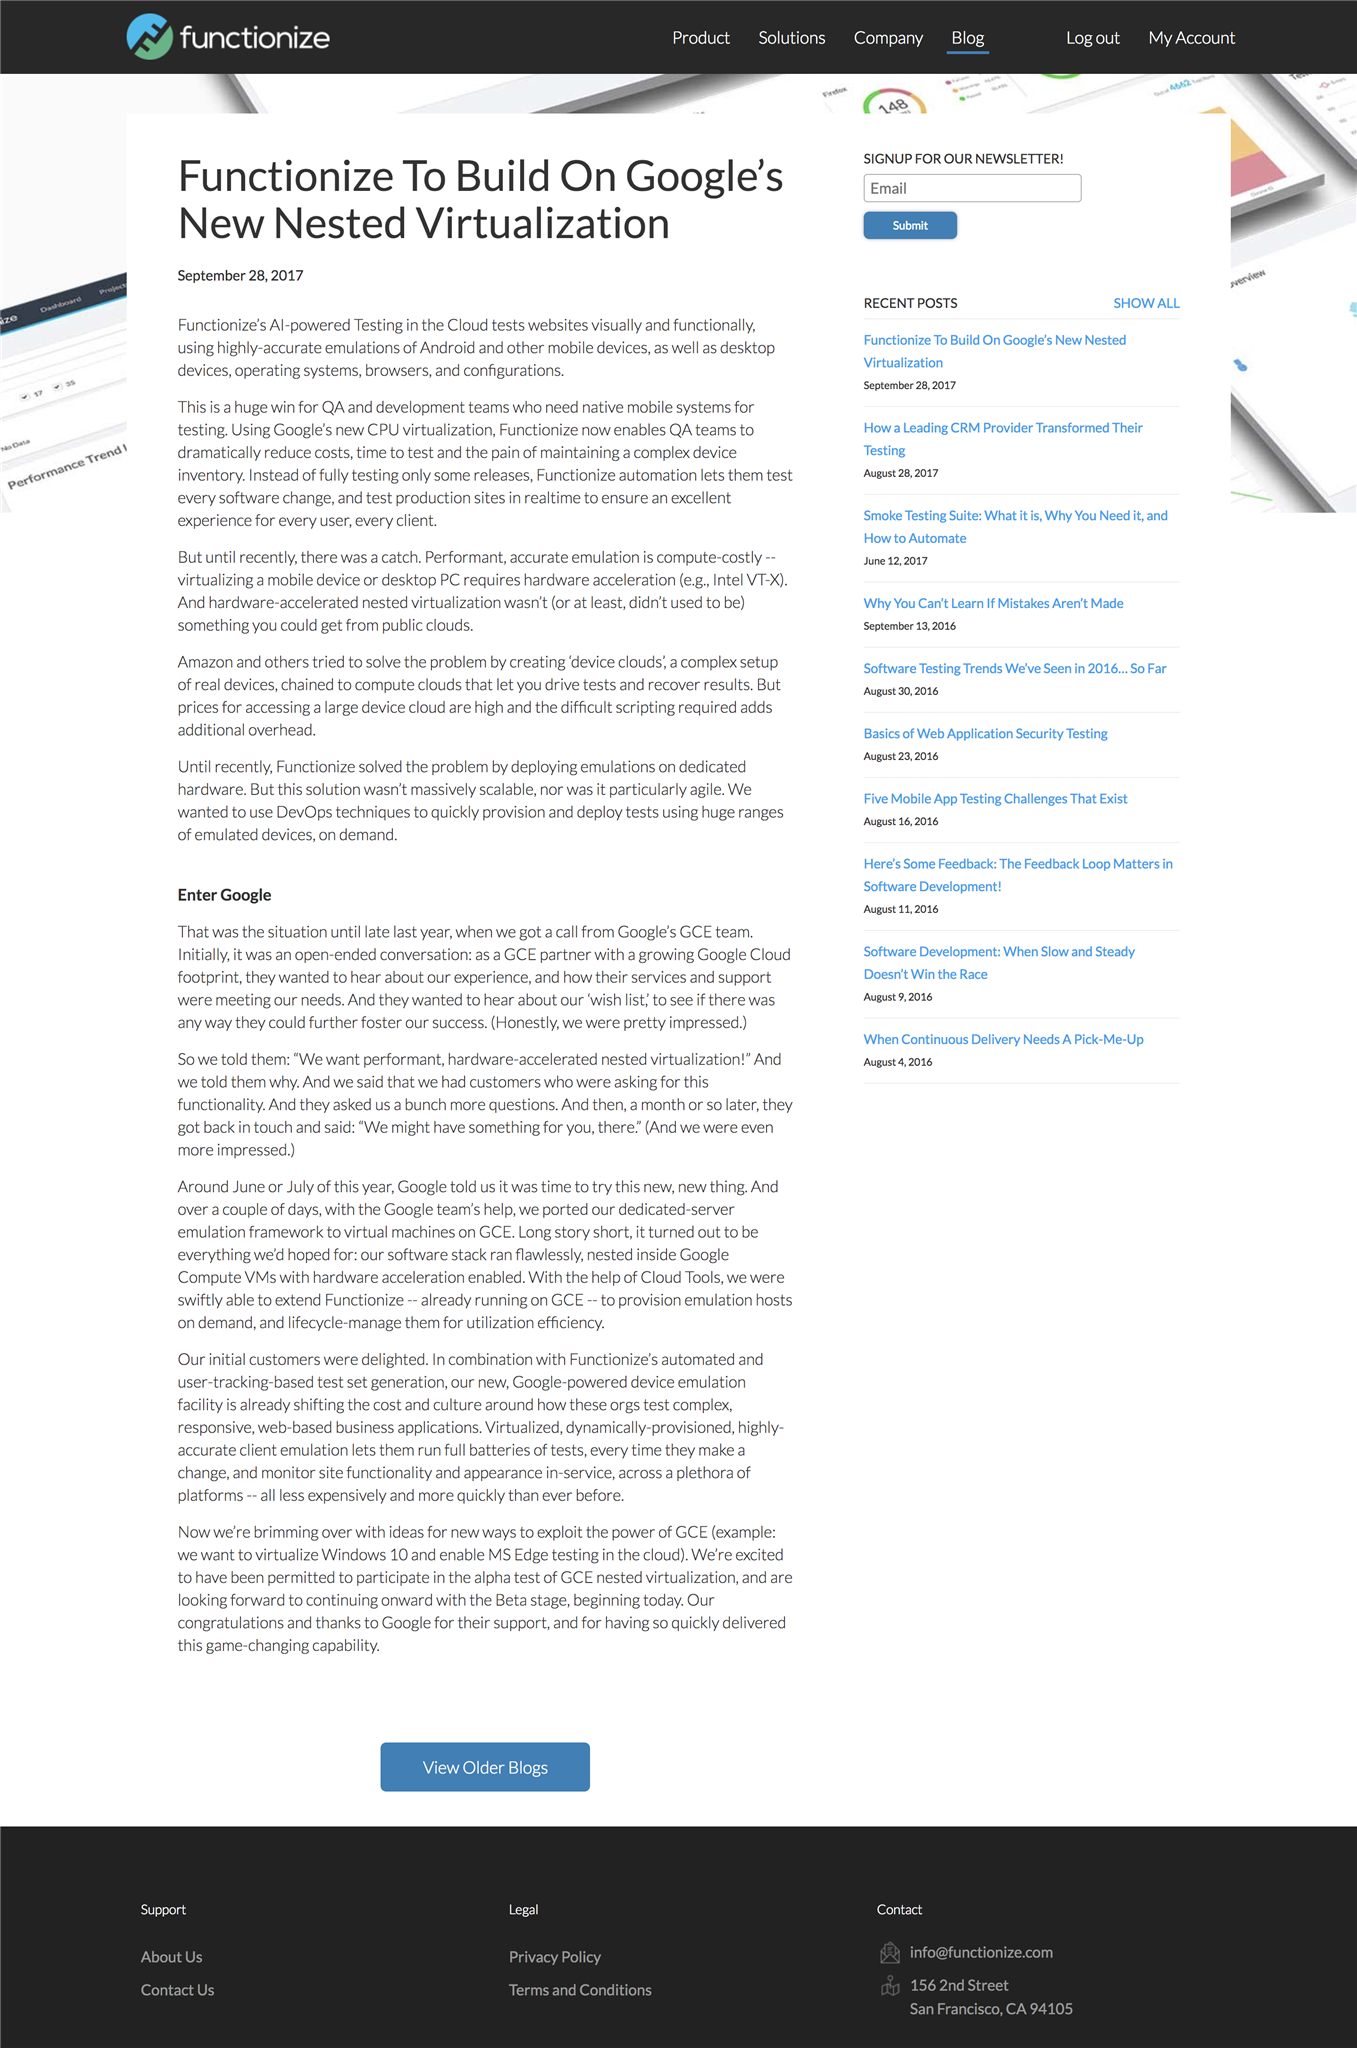 functionize
Product Solutions Company Blog Log out My Account
Firefox
148
4662
Dashboard
17 35
No Data
Performance Trend
Functionize To Build On Google’s
New Nested Virtualization
September 28, 2017
Functionize’s AI-powered Testing in the Cloud tests websites visually and functionally,
using highly-accurate emulations of Android and other mobile devices, as well as desktop
devices, operating systems, browsers, and configurations.
This is a huge win for QA and development teams who need native mobile systems for
testing. Using Google’s new CPU virtualization, Functionize now enables QA teams to
dramatically reduce costs, time to test and the pain of maintaining a complex device
inventory. Instead of fully testing only some releases, Functionize automation lets them test
every software change, and test production sites in realtime to ensure an excellent
experience for every user, every client.
But until recently, there was a catch. Performant, accurate emulation is compute-costly --
virtualizing a mobile device or desktop PC requires hardware acceleration (e.g., Intel VT-X).
And hardware-accelerated nested virtualization wasn’t (or at least, didn’t used to be)
something you could get from public clouds.
Amazon and others tried to solve the problem by creating ‘device clouds’, a complex setup
of real devices, chained to compute clouds that let you drive tests and recover results. But
prices for accessing a large device cloud are high and the difficult scripting required adds
additional overhead.
Until recently, Functionize solved the problem by deploying emulations on dedicated
hardware. But this solution wasn’t massively scalable, nor was it particularly agile. We
wanted to use DevOps techniques to quickly provision and deploy tests using huge ranges
of emulated devices, on demand.
Enter Google
That was the situation until late last year, when we got a call from Google’s GCE team.
Initially, it was an open-ended conversation: as a GCE partner with a growing Google Cloud
footprint, they wanted to hear about our experience, and how their services and support
were meeting our needs. And they wanted to hear about our ‘wish list,’ to see if there was
any way they could further foster our success. (Honestly, we were pretty impressed.)
So we told them: “We want performant, hardware-accelerated nested virtualization!” And
we told them why. And we said that we had customers who were asking for this
functionality. And they asked us a bunch more questions. And then, a month or so later, they
got back in touch and said: “We might have something for you, there.” (And we were even
more impressed.)
Around June or July of this year, Google told us it was time to try this new, new thing. And
over a couple of days, with the Google team’s help, we ported our dedicated-server
emulation framework to virtual machines on GCE. Long story short, it turned out to be
everything we’d hoped for: our software stack ran flawlessly, nested inside Google
Compute VMs with hardware acceleration enabled. With the help of Cloud Tools, we were
swiftly able to extend Functionize -- already running on GCE -- to provision emulation hosts
on demand, and lifecycle-manage them for utilization efficiency.
Our initial customers were delighted. In combination with Functionize’s automated and
user-tracking-based test set generation, our new, Google-powered device emulation
facility is already shifting the cost and culture around how these orgs test complex,
responsive, web-based business applications. Virtualized, dynamically-provisioned, highly-
accurate client emulation lets them run full batteries of tests, every time they make a
change, and monitor site functionality and appearance in-service, across a plethora of
platforms -- all less expensively and more quickly than ever before.
Now we’re brimming over with ideas for new ways to exploit the power of GCE (example:
we want to virtualize Windows 10 and enable MS Edge testing in the cloud). We’re excited
to have been permitted to participate in the alpha test of GCE nested virtualization, and are
looking forward to continuing onward with the Beta stage, beginning today. Our
congratulations and thanks to Google for their support, and for having so quickly delivered
this game-changing capability.
View Older Blogs
SIGNUP FOR OUR NEWSLETTER!
Email
Submit
RECENT POSTS SHOW ALL
Functionize To Build On Google’s New Nested
Virtualization
September 28, 2017
How a Leading CRM Provider Transformed Their
Testing
August 28, 2017
Smoke Testing Suite: What it is, Why You Need it, and
How to Automate
June 12, 2017
Why You Can’t Learn If Mistakes Aren’t Made
September 13, 2016
Software Testing Trends We’ve Seen in 2016… So Far
August 30, 2016
Basics of Web Application Security Testing
August 23, 2016
Five Mobile App Testing Challenges That Exist
August 16, 2016
Here’s Some Feedback: The Feedback Loop Matters in
Software Development!
August 11, 2016
Software Development: When Slow and Steady
Doesn’t Win the Race
August 9, 2016
When Continuous Delivery Needs A Pick-Me-Up
August 4, 2016
Support
About Us
Contact Us
Legal
Privacy Policy
Terms and Conditions
Contact
info@functionize.com
156 2nd Street
San Francisco, CA 94105